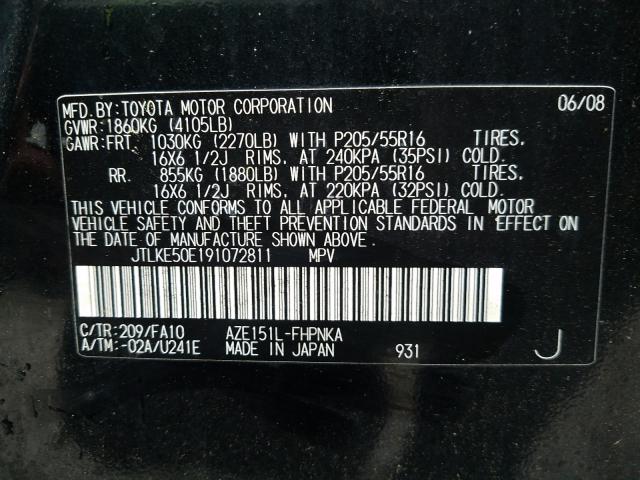 MFD.BY:TOYOTA MOTOR CORPORATION 06/08
GVWR:1860KG (4105LB)
GAWR:FRT. 1030KG (2270LB) WITH P205/55R16 TIRES,
16X6 1/2J RIMS, AT 240KPA (35PSI) COLD.
RR. 855KG (1880LB) WITH P205/55R16 TIRES,
16X6 1/2J RIMS, AT 220KPA (32PSI) COLD.
THIS VEHICLE CONFORMS TO ALL APPLICABLE FEDERAL MOTOR
VEHICLE SAFETY AND THEFT PREVENTION STANDARDS IN EFFECT ON
THE DATE OF MANUFACTURE SHOWN ABOVE.
JTLKE50E191072811 MPV
C/TR:209/FA10 AZE151L-FHPNKA
A/TM:-02A/U241E MADE IN JAPAN 931 J